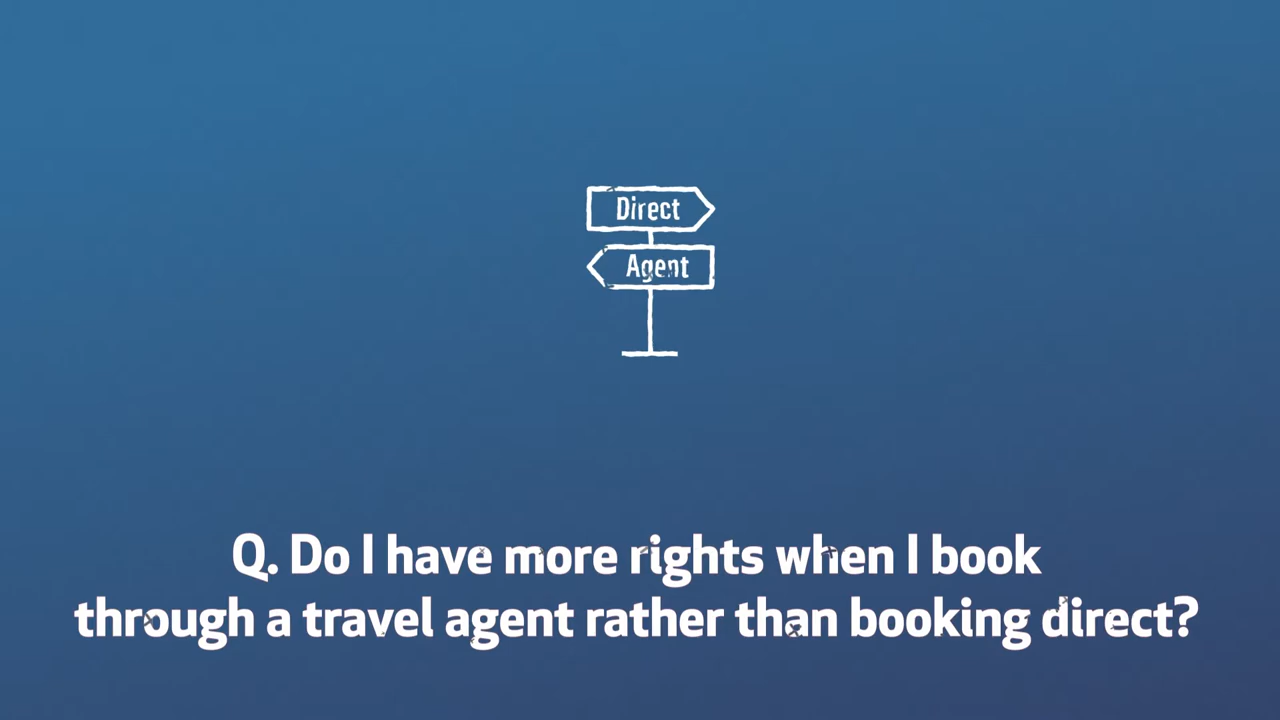 Direct
Agent
Q. Do I have more rights when I book
through a travel agent rather than booking direct?